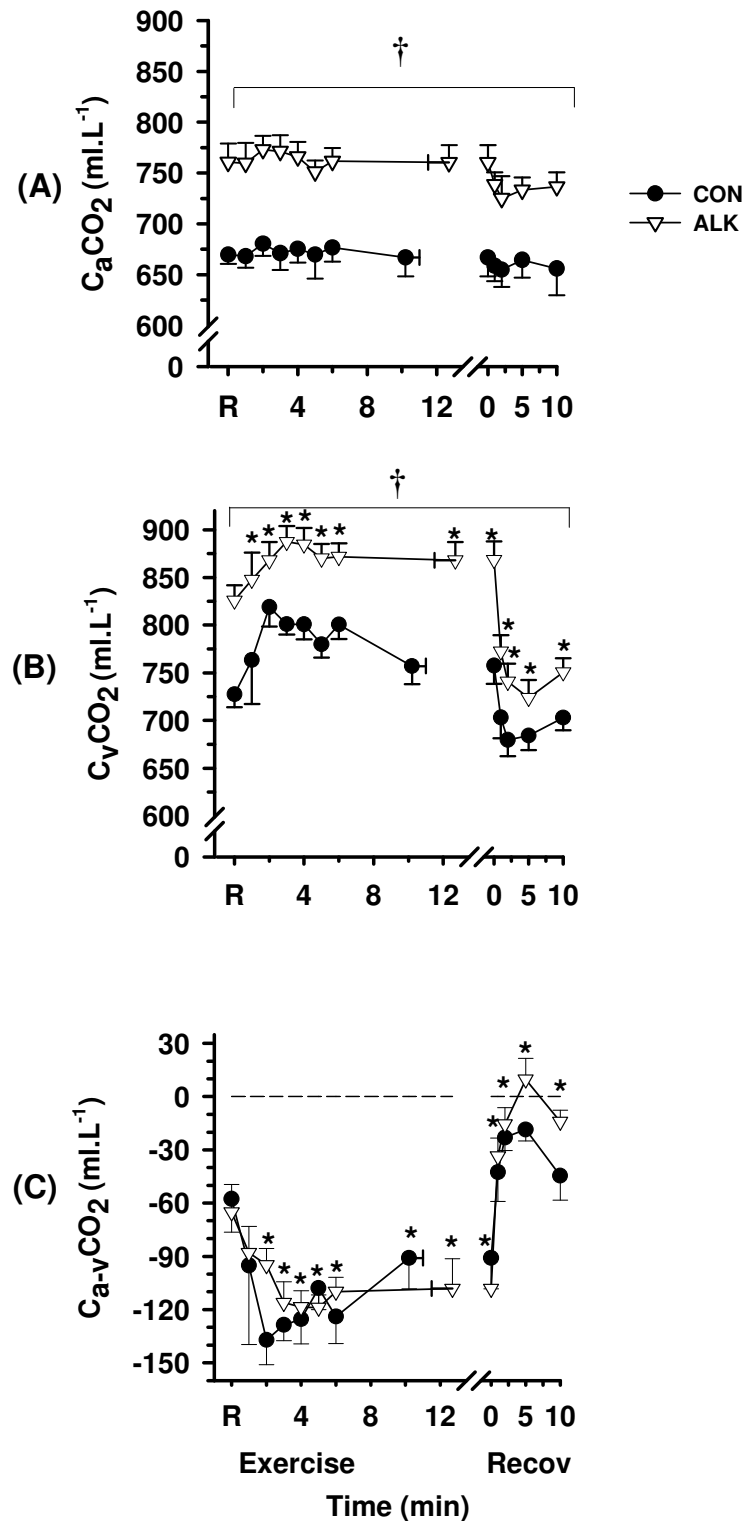 †
900
850
800
750
700
650
600
0
(A)
CₐCO₂ (ml.L⁻¹)
CON
ALK
R 4 8 12 0 5 10
†
900
850
800
750
700
650
600
0
(B)
CᵥCO₂ (ml.L⁻¹)
* * * * * * * * * * * *
R 4 8 12 0 5 10
30
0
-30
-60
-90
-120
-150
(C)
Cₐ₋ᵥCO₂ (ml.L⁻¹)
* * * * * * * * * * * *
R 4 8 12 0 5 10
Exercise Recov
Time (min)